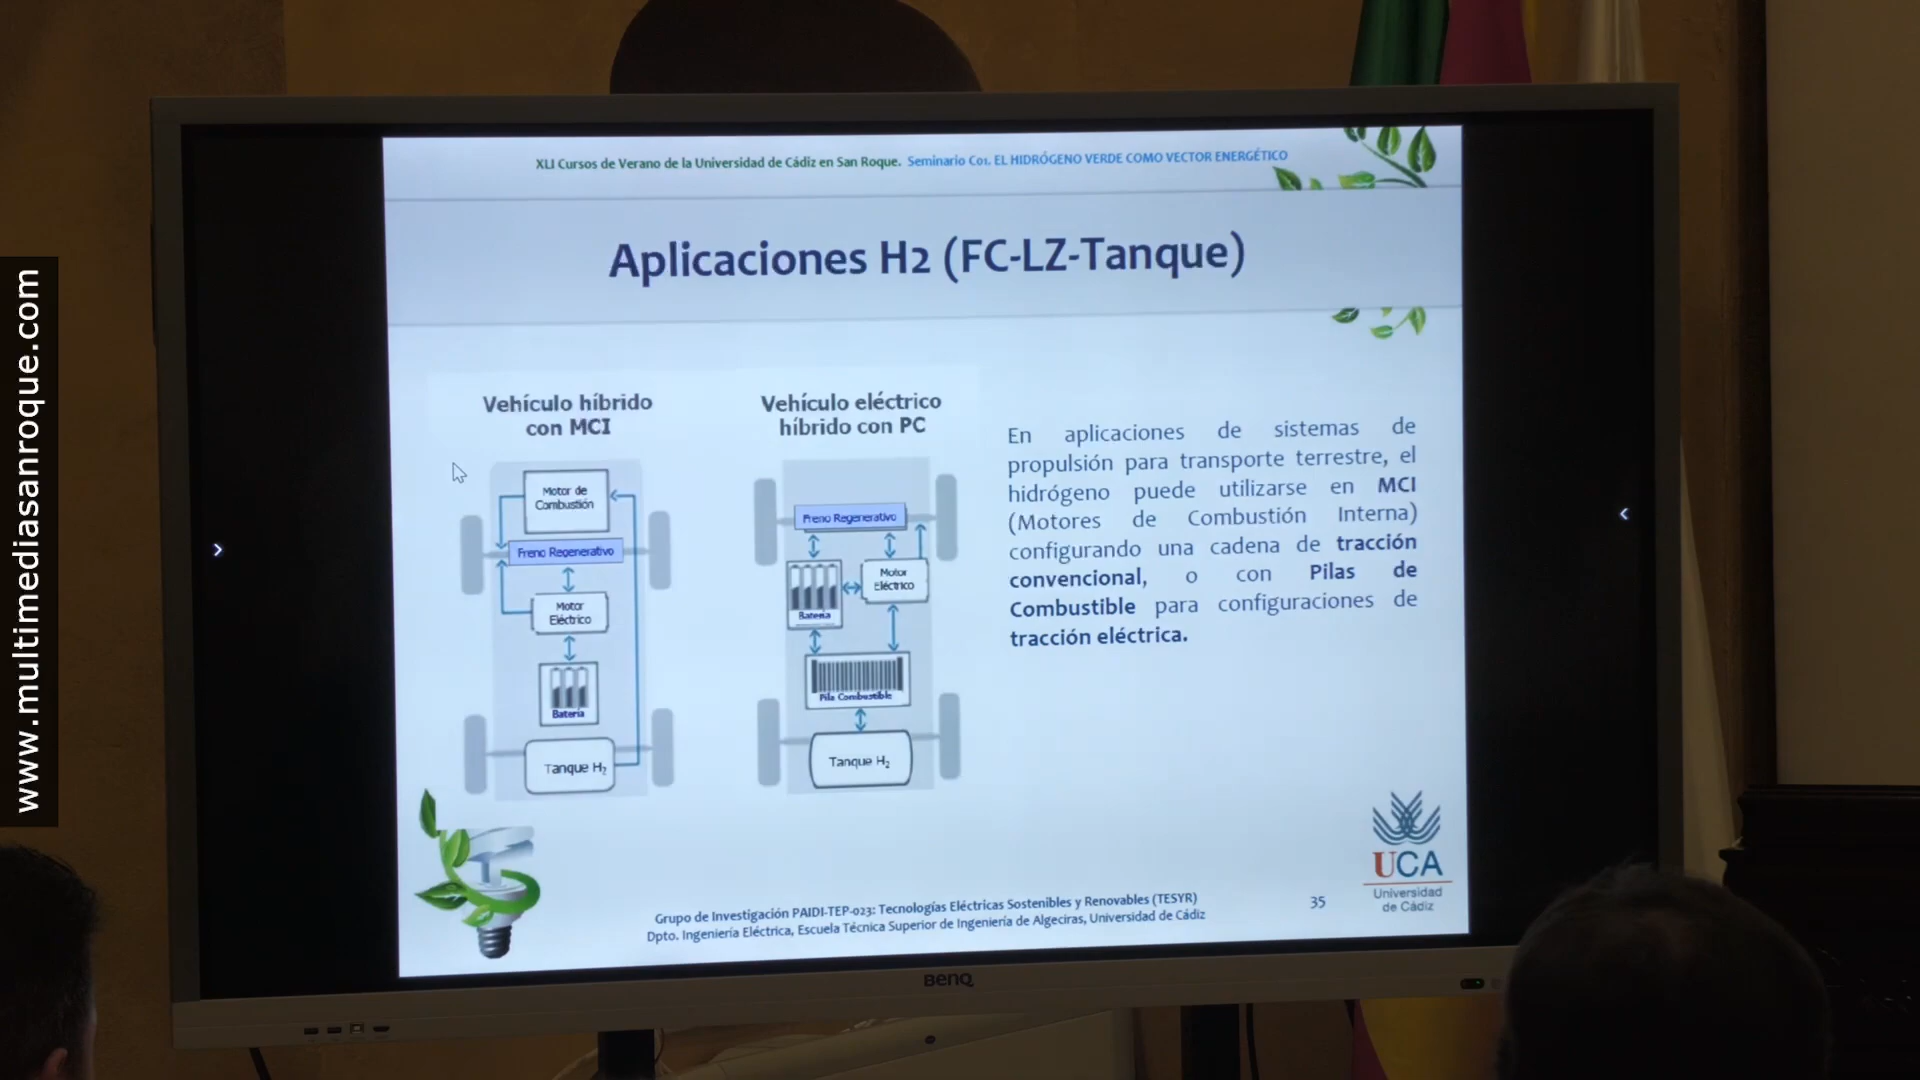 www.multimediasanroque.com
XLI Cursos de Verano de la Universidad de Cádiz en San Roque. Seminario C01. EL HIDRÓGENO VERDE COMO VECTOR ENERGÉTICO
Aplicaciones H2 (FC-LZ-Tanque)
Vehículo híbrido
con MCI
Motor de
Combustión
Freno Regenerativo
Motor
Eléctrico
Batería
Tanque H₂
Vehículo eléctrico
híbrido con PC
Freno Regenerativo
Motor
Eléctrico
Batería
Pila Combustible
Tanque H₂
En aplicaciones de sistemas de
propulsión para transporte terrestre, el
hidrógeno puede utilizarse en MCI
(Motores de Combustión Interna)
configurando una cadena de tracción
convencional, o con Pilas de
Combustible para configuraciones de
tracción eléctrica.
Grupo de Investigación PAIDI-TEP-023: Tecnologías Eléctricas Sostenibles y Renovables (TESYR)
Dpto. Ingeniería Eléctrica, Escuela Técnica Superior de Ingeniería de Algeciras, Universidad de Cádiz
35
UCA
Universidad
de Cádiz
BenQ